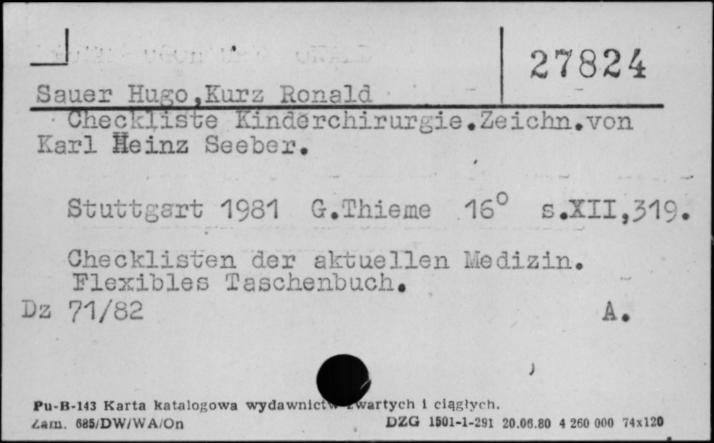 27824
Sauer Hugo,Kurz Ronald
Checkliste Kinderchirurgie.Zeichn.von
Karl Heinz Seeber.
Stuttgart 1981 G.Thieme 16° s.XII,319.
Checklisten der aktuellen Medizin.
Flexibles Taschenbuch.
Dz 71/82 A.
Pu-B-143 Karta katalogowa wydawnictw zwartych i ciągłych.
Zam. 685/DW/WA/On DZG 1501-1-291 20.06.80 4 260 000 74x120